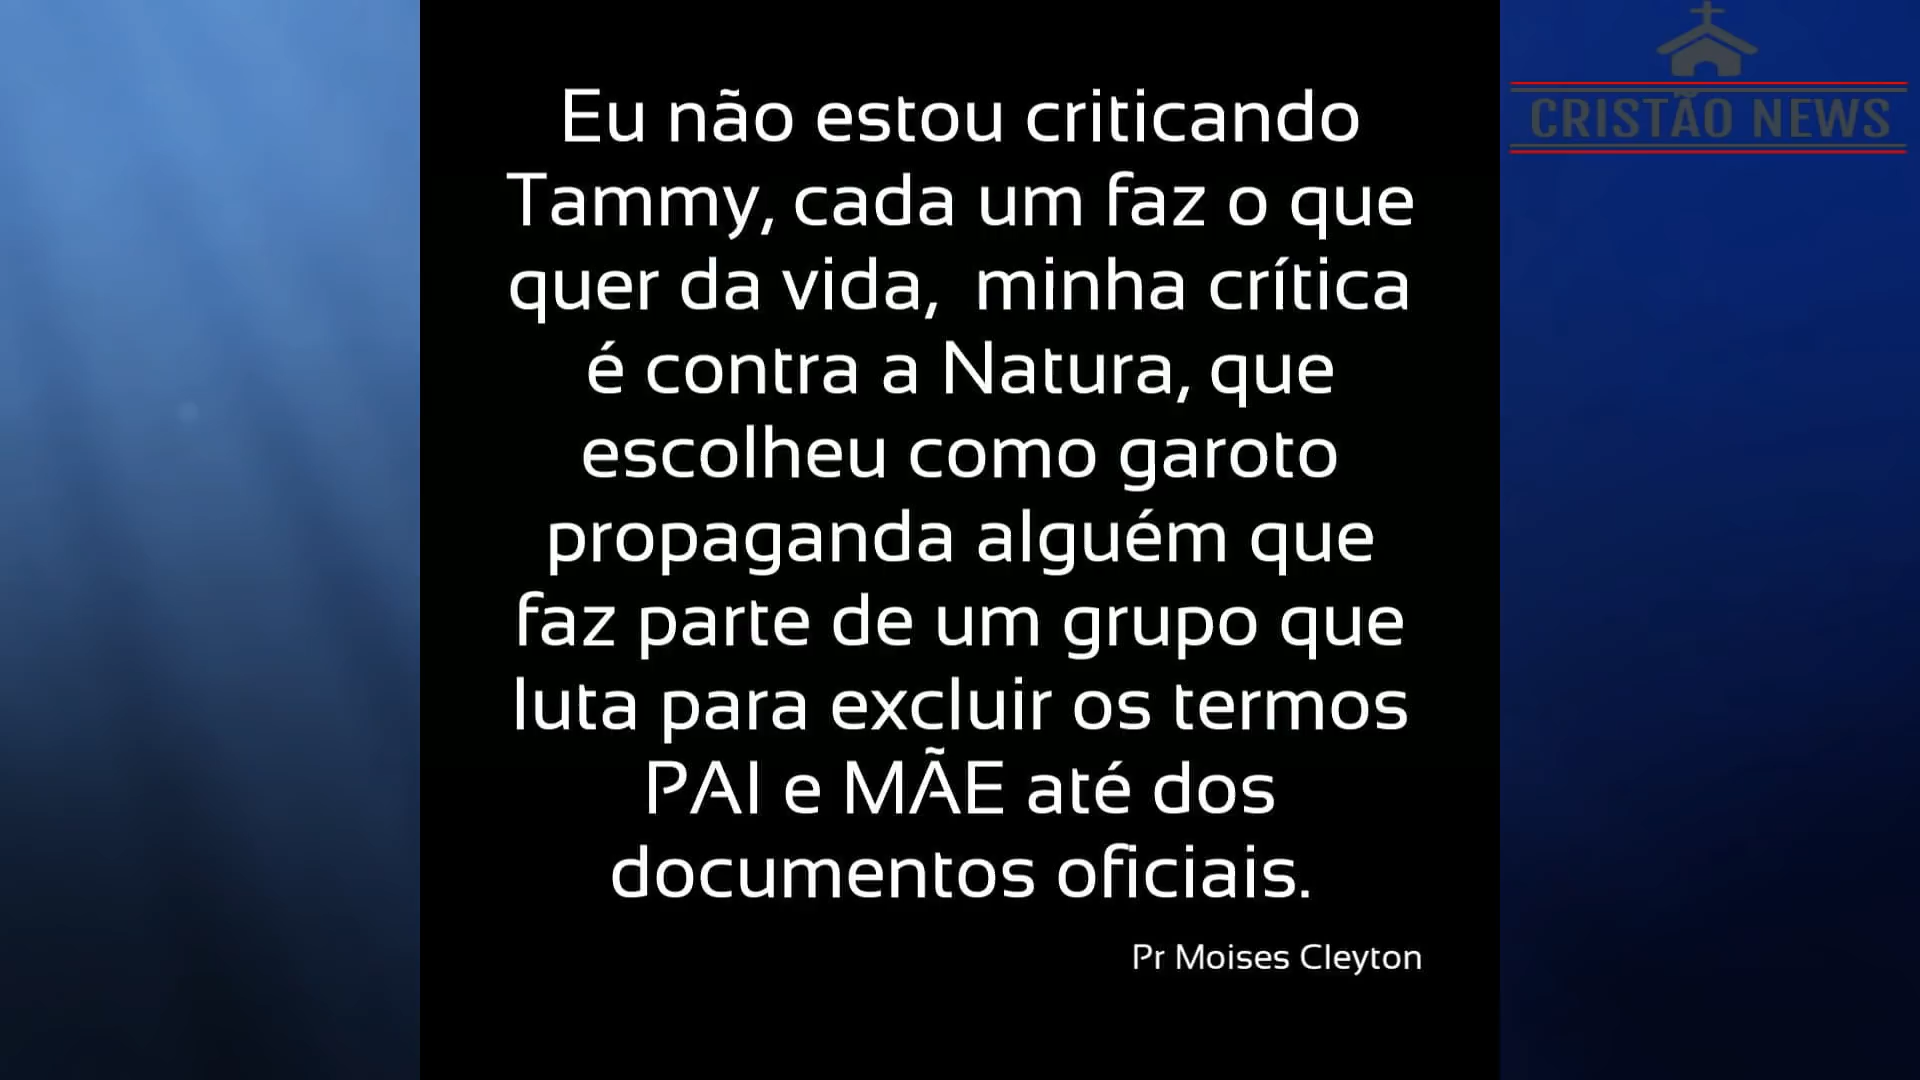 CRISTÃO NEWS
Eu não estou criticando
Tammy, cada um faz o que
quer da vida, minha crítica
é contra a Natura, que
escolheu como garoto
propaganda alguém que
faz parte de um grupo que
luta para excluir os termos
PAI e MÃE até dos
documentos oficiais.
Pr Moises Cleyton